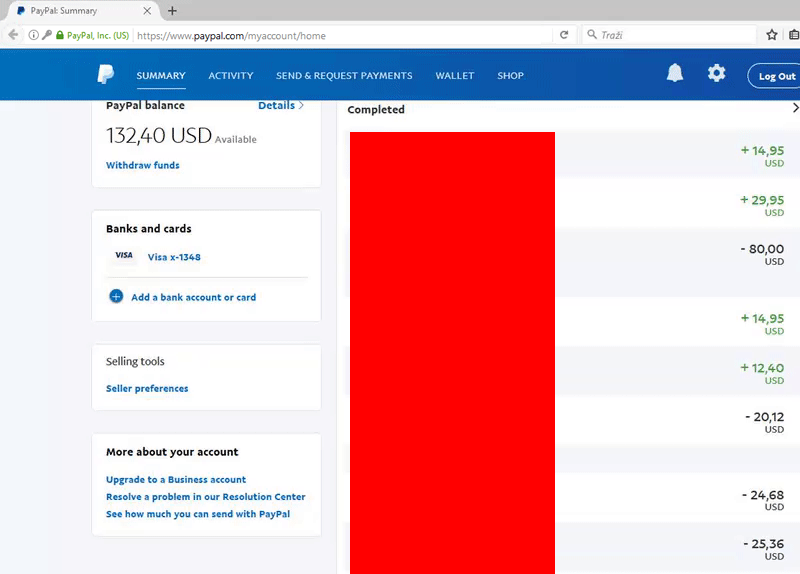 PayPal: Summary
PayPal, Inc. (US)
https://www.paypal.com/myaccount/home
Traži
SUMMARY
ACTIVITY
SEND & REQUEST PAYMENTS
WALLET
SHOP
Log Out
PayPal balance
Details
132,40 USD Available
Withdraw funds
Banks and cards
VISA
Visa x-1348
Add a bank account or card
Selling tools
Seller preferences
More about your account
Upgrade to a Business account
Resolve a problem in our Resolution Center
See how much you can send with PayPal
Completed
+ 14,95
USD
+ 29,95
USD
- 80,00
USD
+ 14,95
USD
+ 12,40
USD
- 20,12
USD
- 24,68
USD
- 25,36
USD